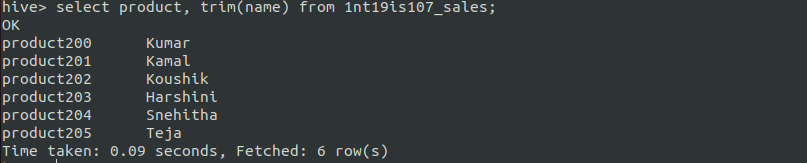 hive> select product, trim(name) from 1nt19is107_sales;
OK
product200	Kumar
product201	Kamal
product202	Koushik
product203	Harshini
product204	Snehitha
product205	Teja
Time taken: 0.09 seconds, Fetched: 6 row(s)